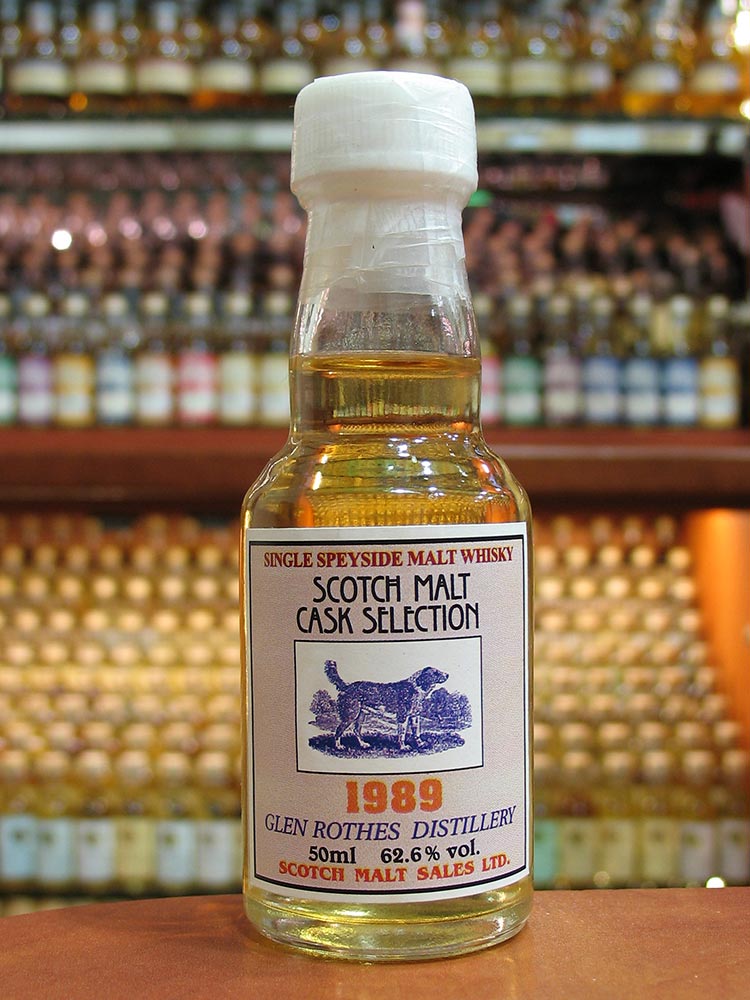 SINGLE SPEYSIDE MALT WHISKY
SCOTCH MALT
CASK SELECTION
1989
GLEN ROTHES DISTILLERY
50ml 62.6% vol.
SCOTCH MALT SALES LTD.